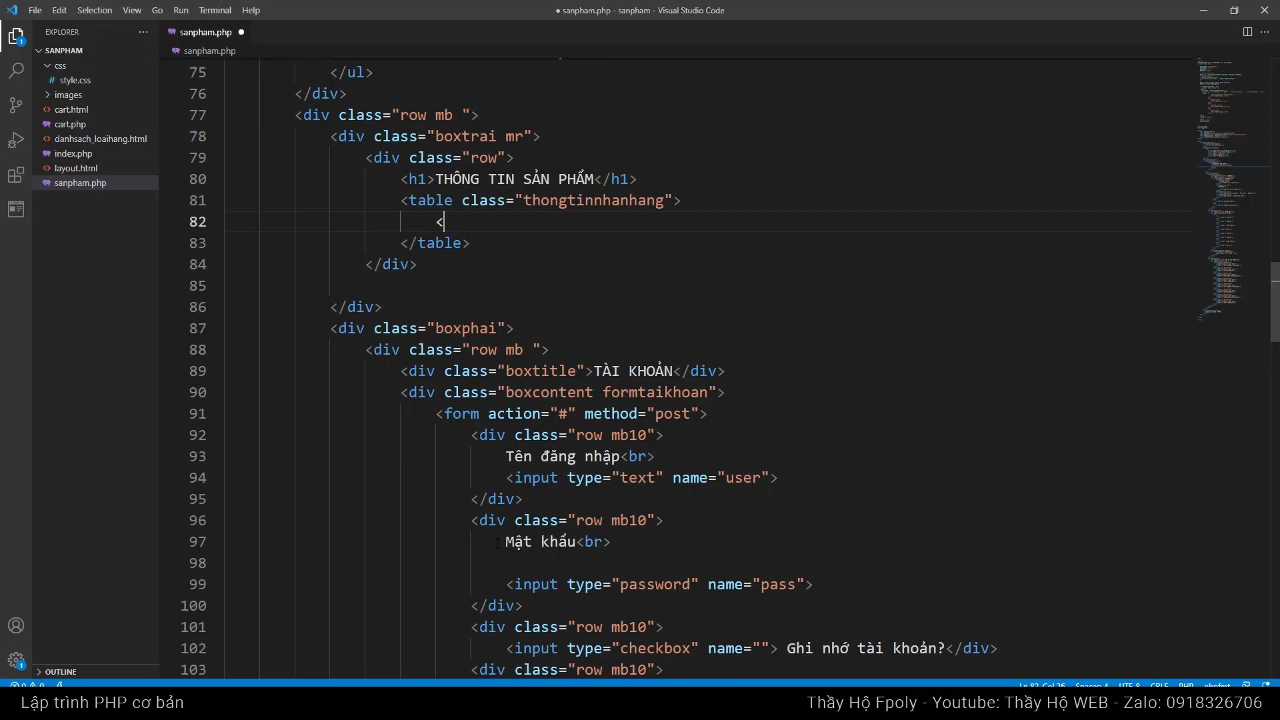 File Edit Selection View Go Run Terminal Help
● sanpham.php - sanpham - Visual Studio Code
EXPLORER
SANPHAM
css
# style.css
images
cart.html
cart.php
danhsach_loaihang.html
index.php
layout.html
sanpham.php
OUTLINE
sanpham.php ●
sanpham.php
75 </ul>
76 </div>
77 <div class="row mb ">
78 <div class="boxtrai mr">
79 <div class="row">
80 <h1>THÔNG TIN SẢN PHẨM</h1>
81 <table class="thongtinnhanhang">
82 <
83 </table>
84 </div>
85
86 </div>
87 <div class="boxphai">
88 <div class="row mb ">
89 <div class="boxtitle">TÀI KHOẢN</div>
90 <div class="boxcontent formtaikhoan">
91 <form action="#" method="post">
92 <div class="row mb10">
93 Tên đăng nhập<br>
94 <input type="text" name="user">
95 </div>
96 <div class="row mb10">
97 Mật khẩu<br>
98
99 <input type="password" name="pass">
100 </div>
101 <div class="row mb10">
102 <input type="checkbox" name=""> Ghi nhớ tài khoản?</div>
103 <div class="row mb10">
Lập trình PHP cơ bản
Thầy Hộ Fpoly - Youtube: Thầy Hộ WEB - Zalo: 0918326706